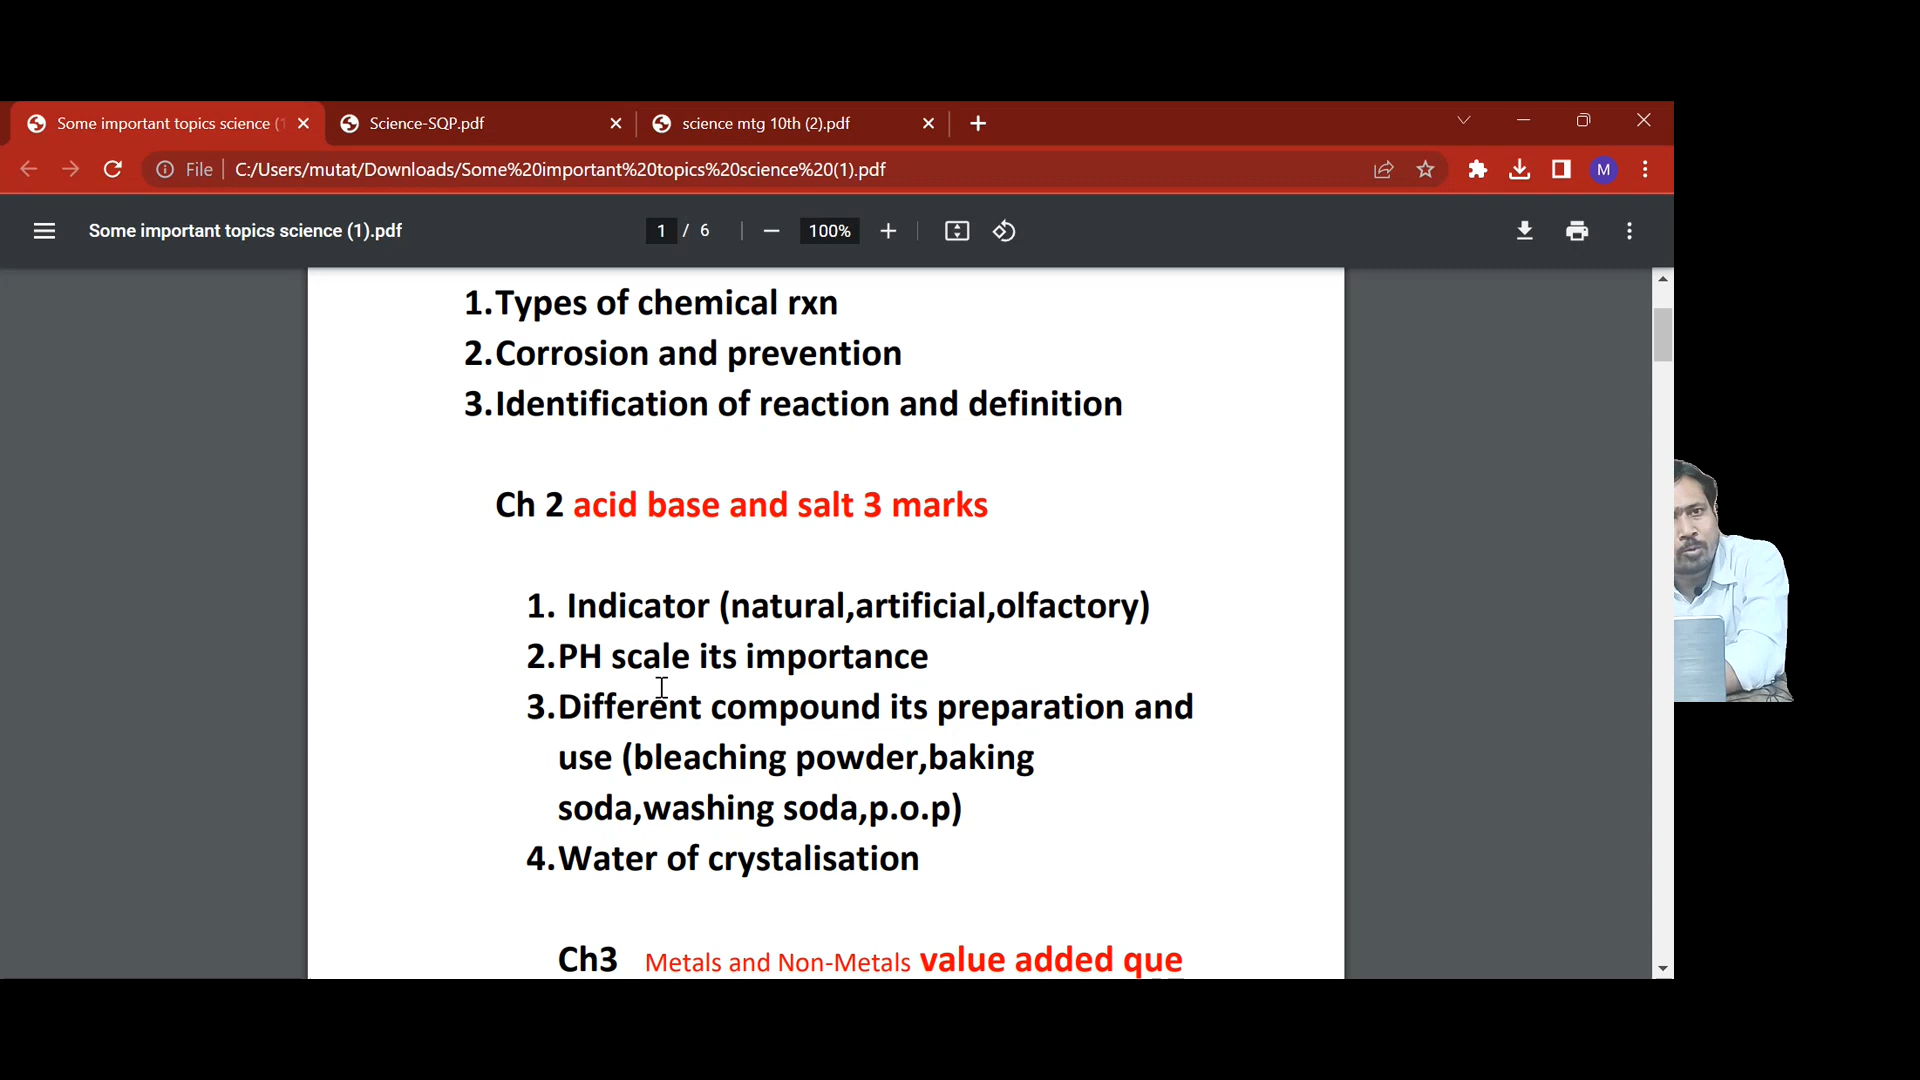 Some important topics science (1
Science-SQP.pdf
science mtg 10th (2).pdf
File
C:/Users/mutat/Downloads/Some%20important%20topics%20science%20(1).pdf
M
Some important topics science (1).pdf
1 / 6
100%
1.Types of chemical rxn
2.Corrosion and prevention
3.Identification of reaction and definition
Ch 2 acid base and salt 3 marks
1. Indicator (natural,artificial,olfactory)
2.PH scale its importance
3.Different compound its preparation and
use (bleaching powder,baking
soda,washing soda,p.o.p)
4.Water of crystalisation
Ch3 Metals and Non-Metals value added que